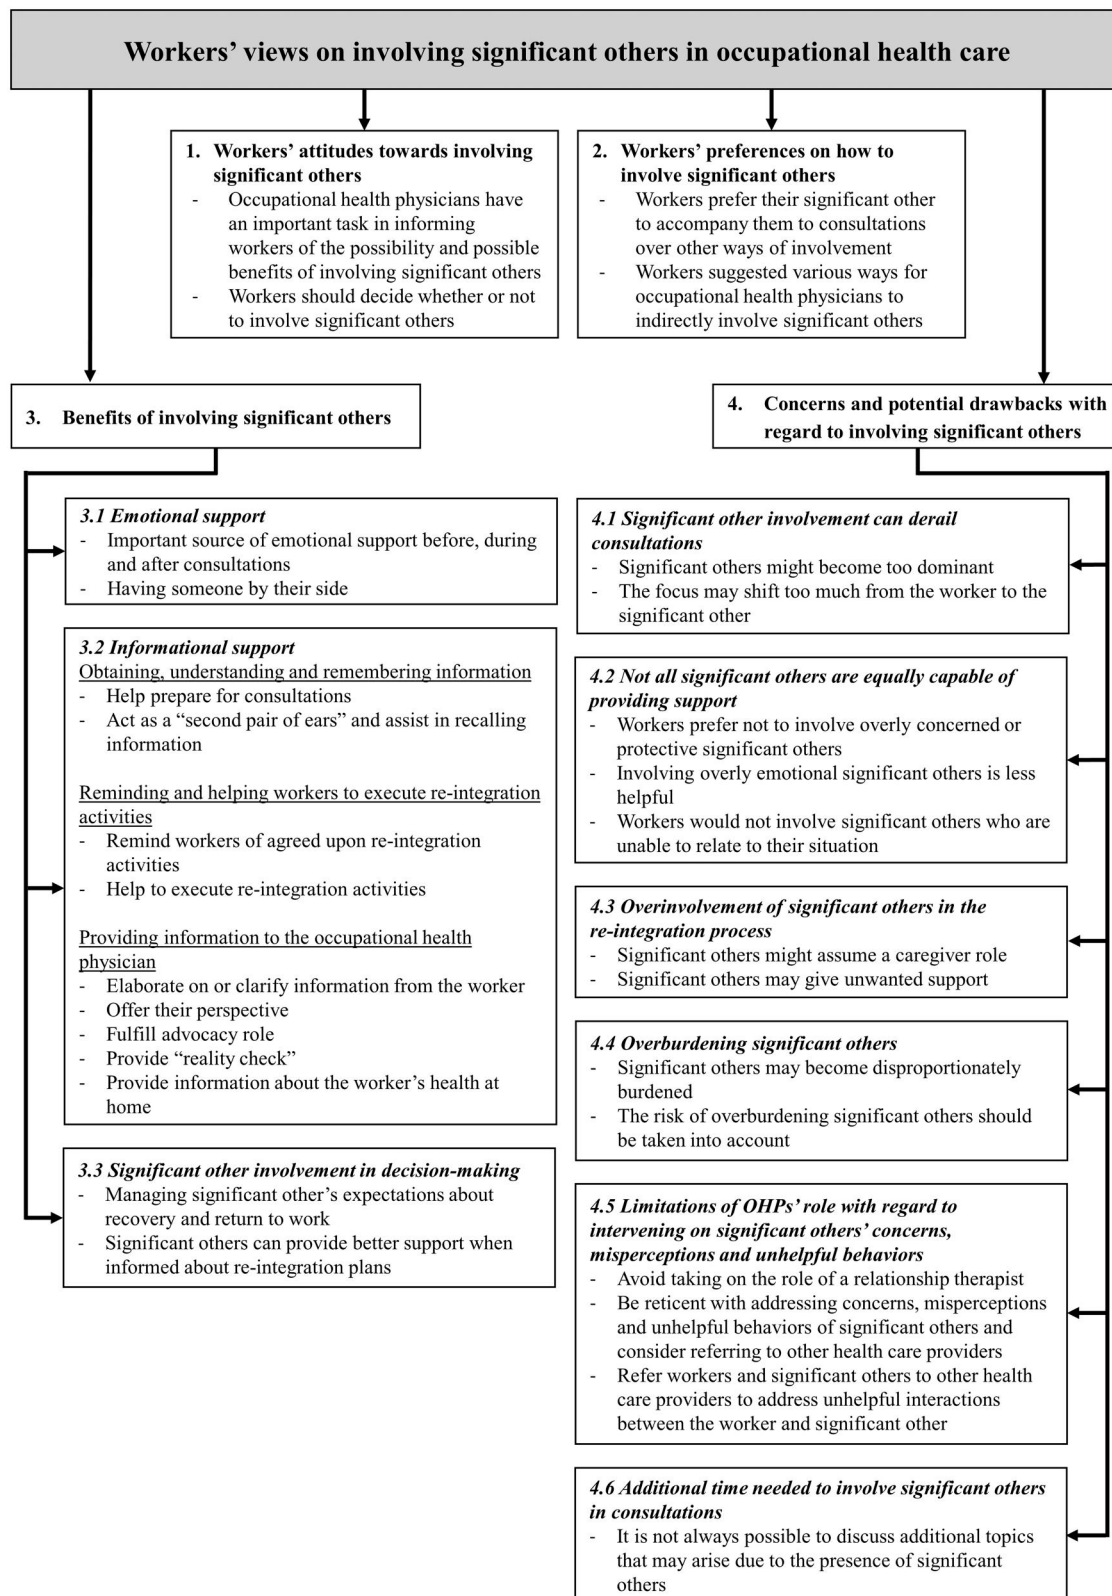 Workers’ views on involving significant others in occupational health care
1. Workers’ attitudes towards involving
significant others
- Occupational health physicians have
an important task in informing
workers of the possibility and possible
benefits of involving significant others
- Workers should decide whether or not
to involve significant others
2. Workers’ preferences on how to
involve significant others
- Workers prefer their significant other
to accompany them to consultations
over other ways of involvement
- Workers suggested various ways for
occupational health physicians to
indirectly involve significant others
3. Benefits of involving significant others
3.1 Emotional support
- Important source of emotional support before, during
and after consultations
- Having someone by their side
3.2 Informational support
Obtaining, understanding and remembering information
- Help prepare for consultations
- Act as a “second pair of ears” and assist in recalling
information
Reminding and helping workers to execute re-integration
activities
- Remind workers of agreed upon re-integration
activities
- Help to execute re-integration activities
Providing information to the occupational health
physician
- Elaborate on or clarify information from the worker
- Offer their perspective
- Fulfill advocacy role
- Provide “reality check”
- Provide information about the worker’s health at
home
3.3 Significant other involvement in decision-making
- Managing significant other’s expectations about
recovery and return to work
- Significant others can provide better support when
informed about re-integration plans
4. Concerns and potential drawbacks with
regard to involving significant others
4.1 Significant other involvement can derail
consultations
- Significant others might become too dominant
- The focus may shift too much from the worker to the
significant other
4.2 Not all significant others are equally capable of
providing support
- Workers prefer not to involve overly concerned or
protective significant others
- Involving overly emotional significant others is less
helpful
- Workers would not involve significant others who are
unable to relate to their situation
4.3 Overinvolvement of significant others in the
re-integration process
- Significant others might assume a caregiver role
- Significant others may give unwanted support
4.4 Overburdening significant others
- Significant others may become disproportionately
burdened
- The risk of overburdening significant others should
be taken into account
4.5 Limitations of OHPs’ role with regard to
intervening on significant others’ concerns,
misperceptions and unhelpful behaviors
- Avoid taking on the role of a relationship therapist
- Be reticent with addressing concerns, misperceptions
and unhelpful behaviors of significant others and
consider referring to other health care providers
- Refer workers and significant others to other health
care providers to address unhelpful interactions
between the worker and significant other
4.6 Additional time needed to involve significant others
in consultations
- It is not always possible to discuss additional topics
that may arise due to the presence of significant
others